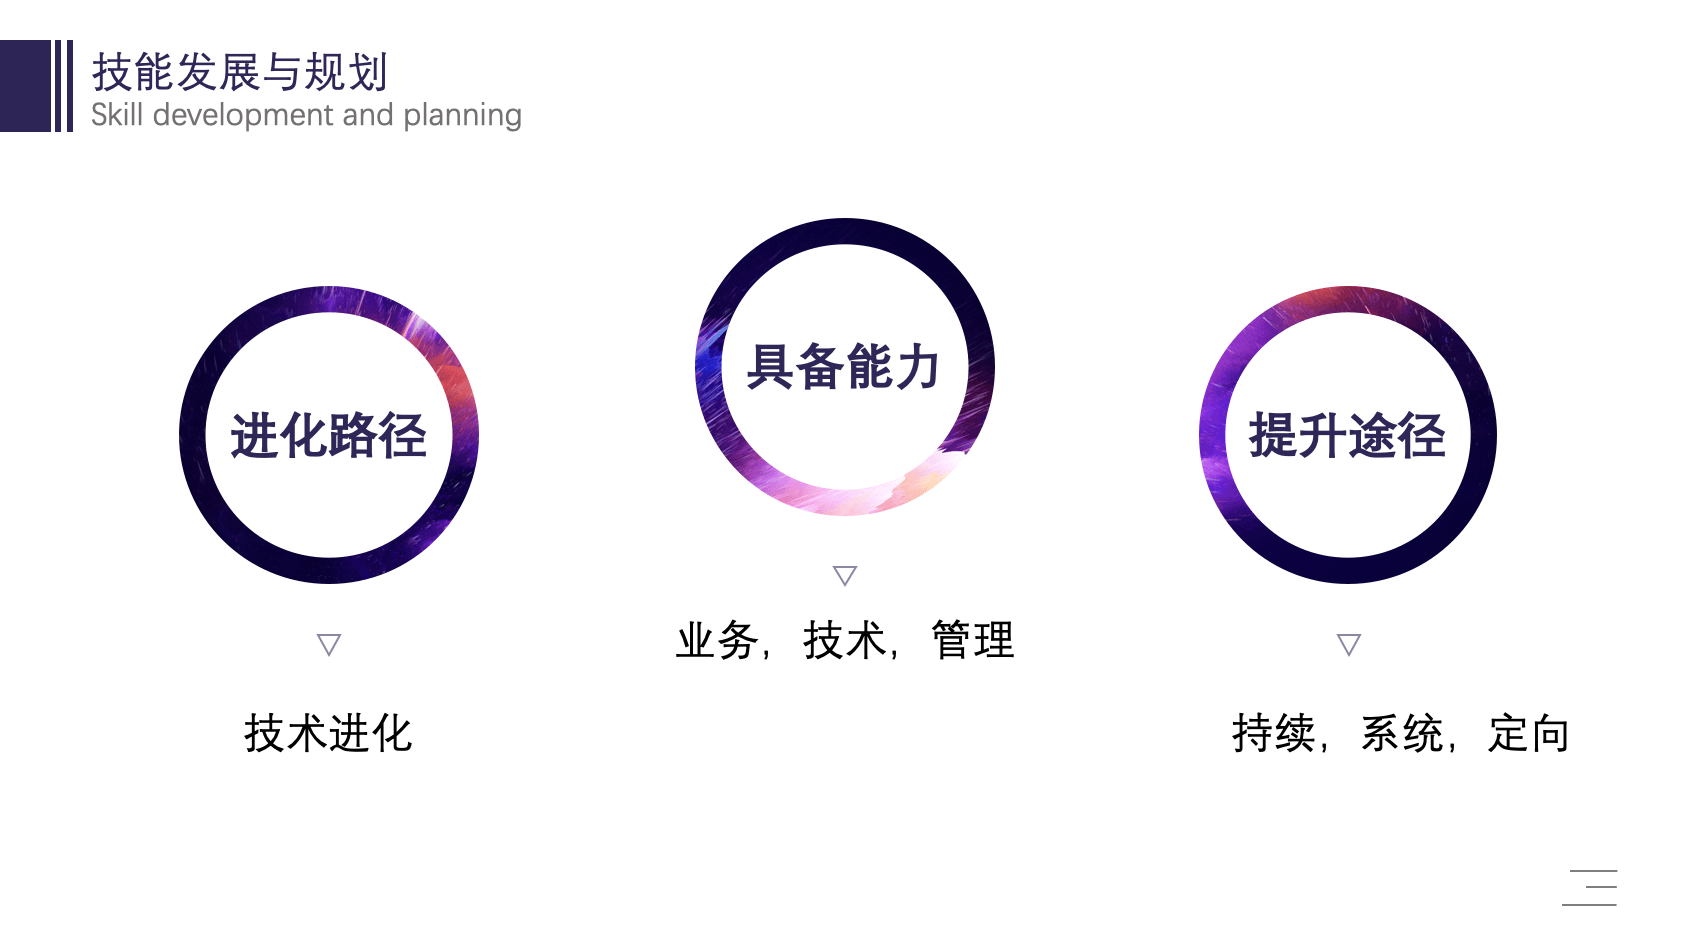 技能发展与规划
Skill development and planning
进化路径
具备能力
提升途径
技术进化
业务，技术，管理
持续，系统，定向